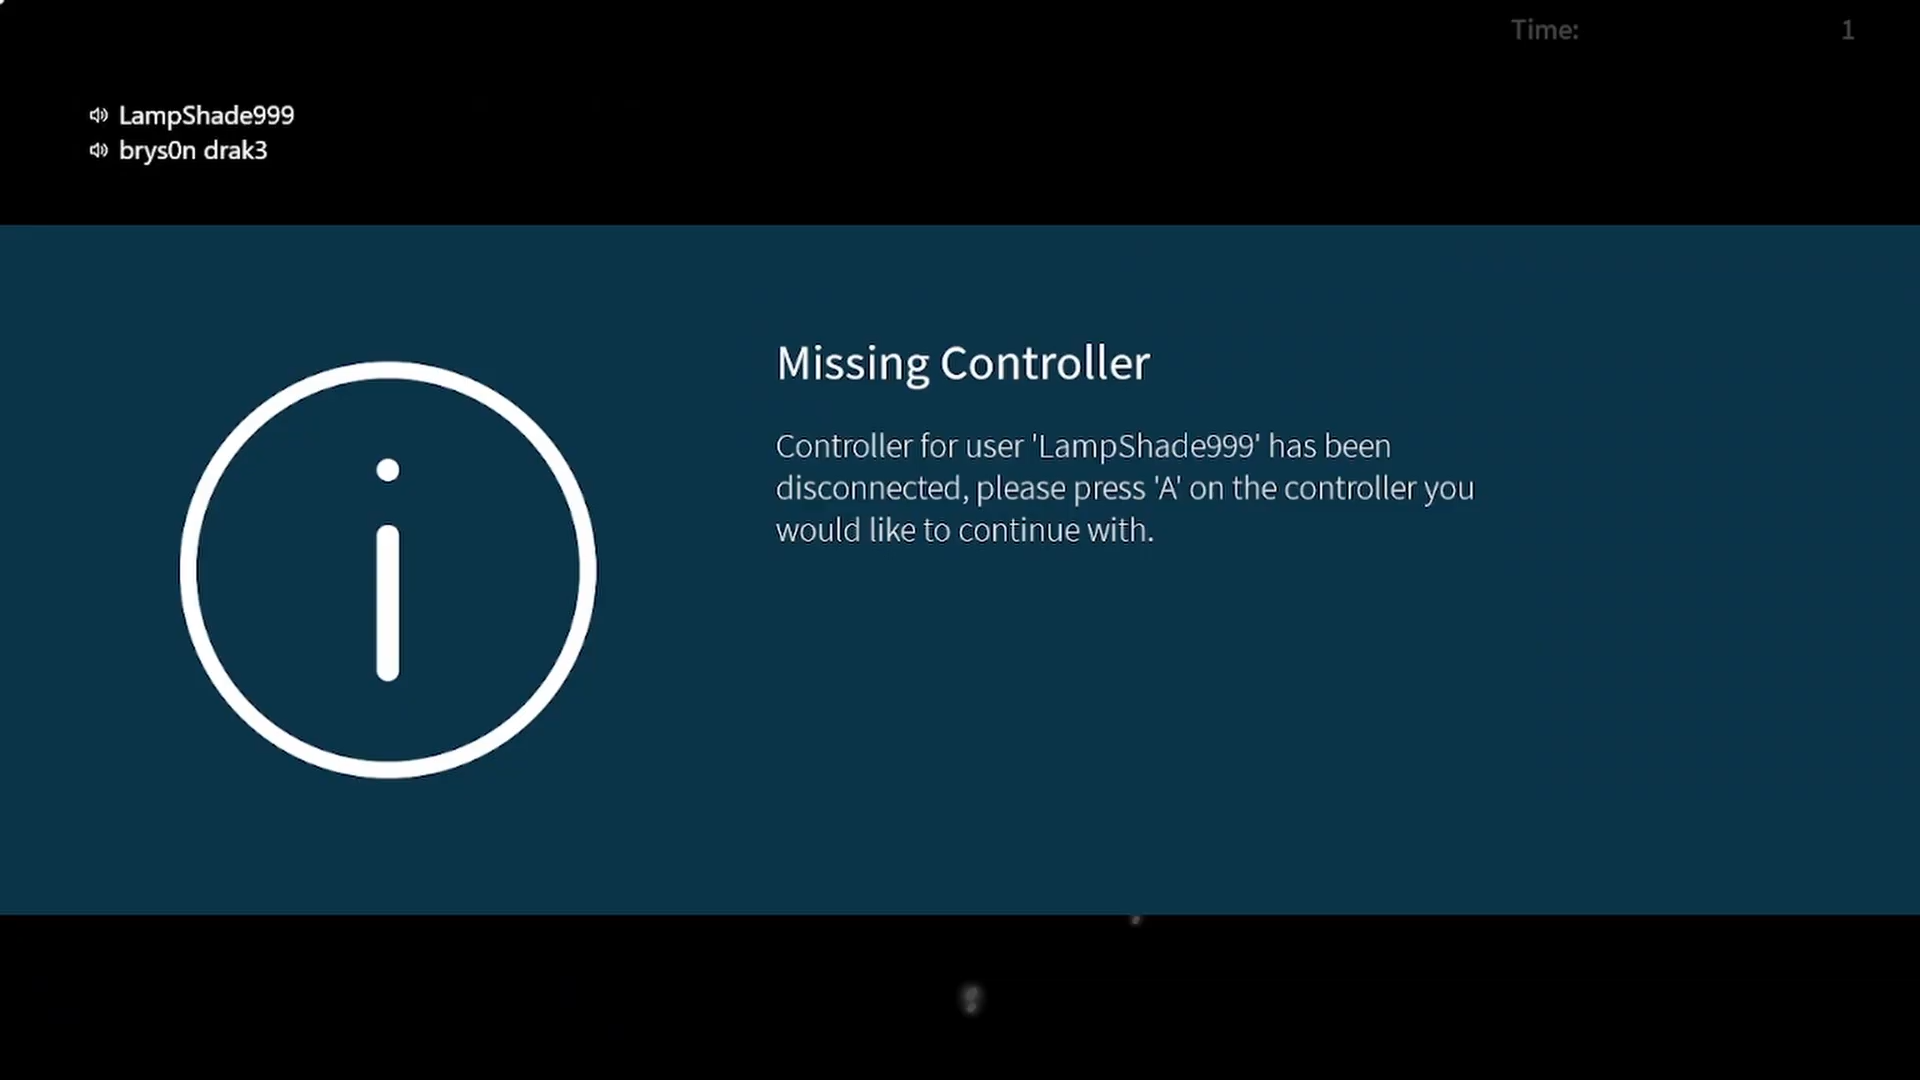 Time: 1
LampShade999
brys0n drak3
Missing Controller
Controller for user 'LampShade999' has been
disconnected, please press 'A' on the controller you
would like to continue with.